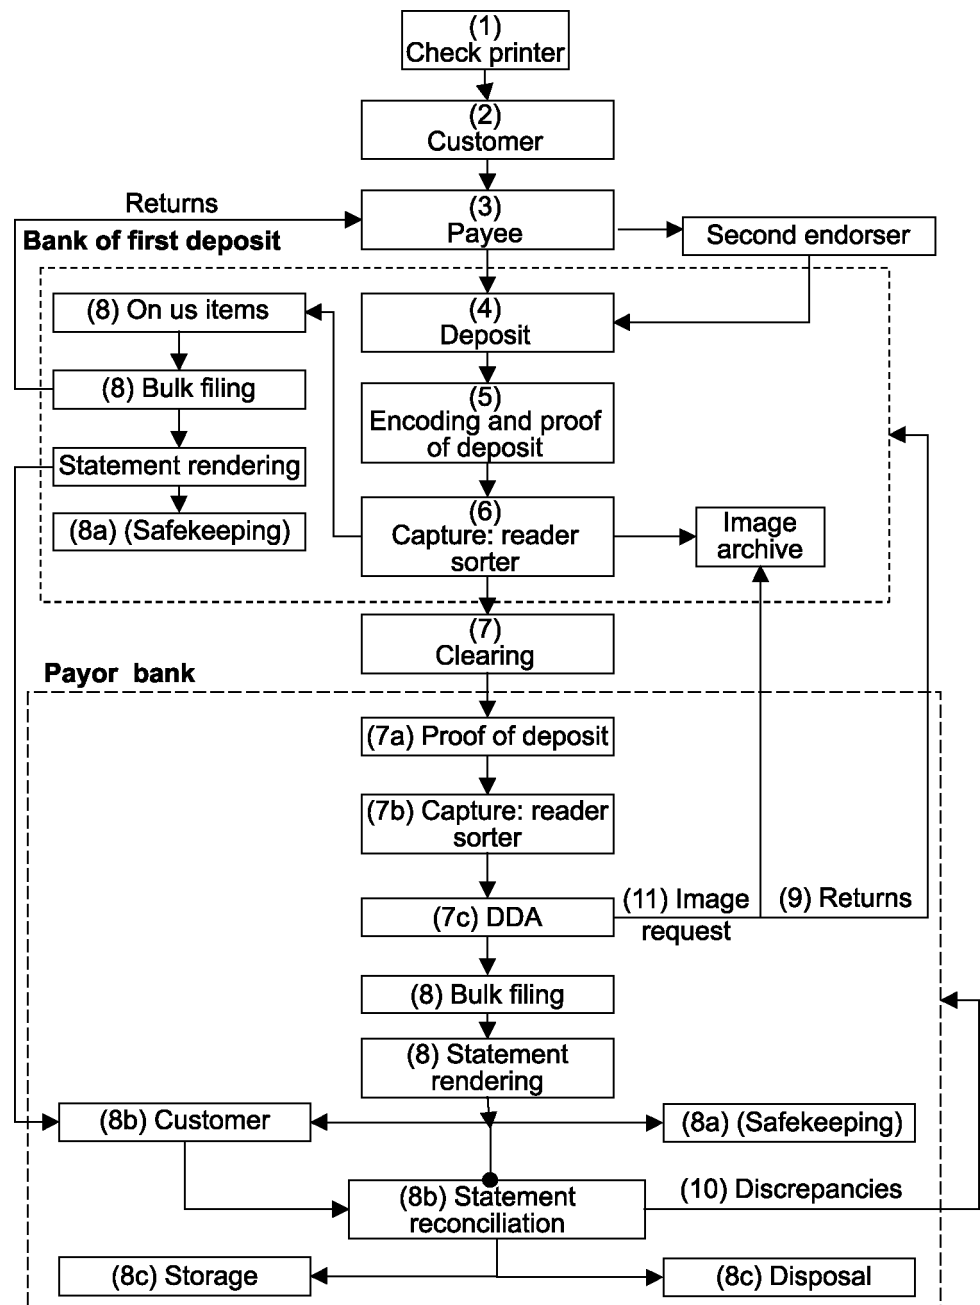 (1)
Check printer
(2)
Customer
Returns
(3)
Payee
Second endorser
Bank of first deposit
(8) On us items
(4)
Deposit
(8) Bulk filing
(5)
Encoding and proof
of deposit
Statement rendering
(8a) (Safekeeping)
(6)
Capture: reader
sorter
Image
archive
(7)
Clearing
Payor bank
(7a) Proof of deposit
(7b) Capture: reader
sorter
(7c) DDA
(11) Image
request
(9) Returns
(8) Bulk filing
(8) Statement
rendering
(8b) Customer
(8a) (Safekeeping)
(8b) Statement
reconciliation
(10) Discrepancies
(8c) Storage
(8c) Disposal